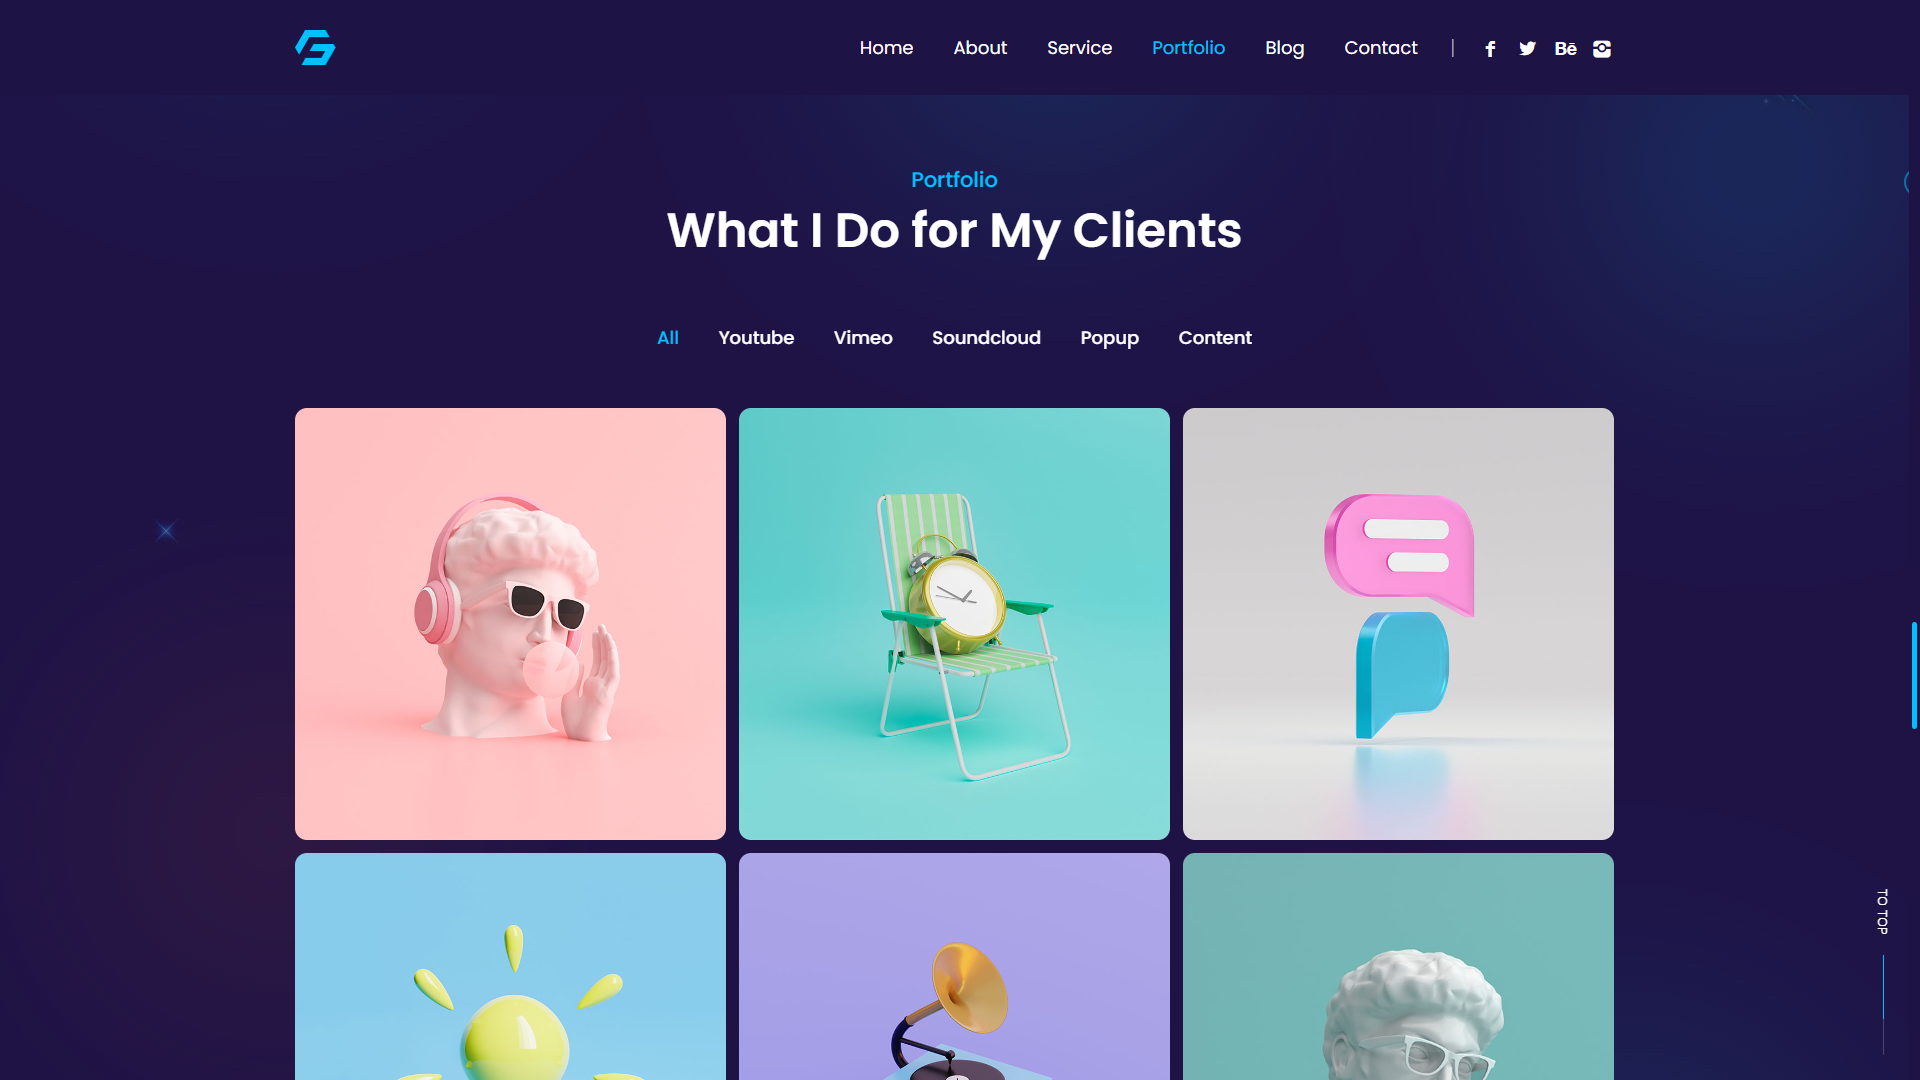 Home About Service Portfolio Blog Contact | Bē
Portfolio
What I Do for My Clients
All Youtube Vimeo Soundcloud Popup Content
TO TOP